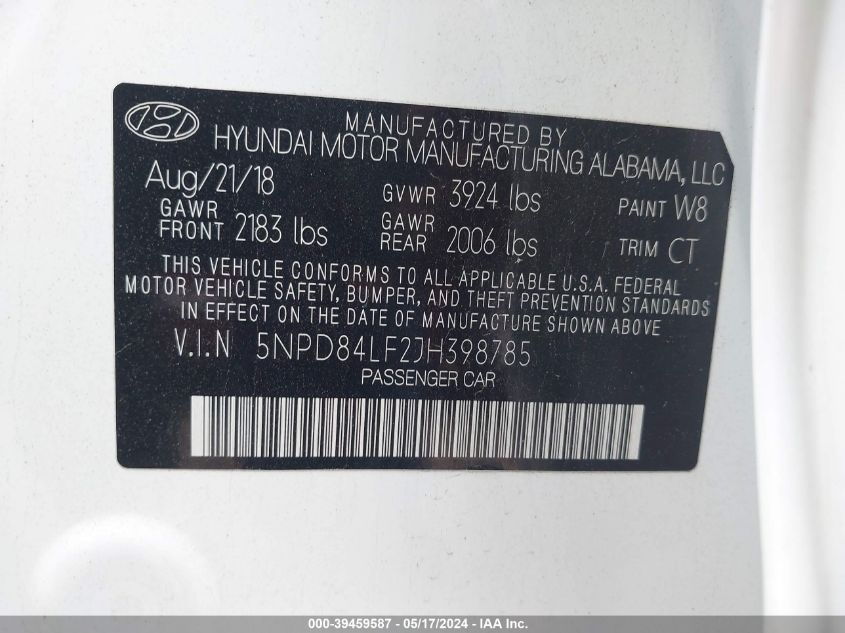 MANUFACTURED BY
HYUNDAI MOTOR MANUFACTURING ALABAMA, LLC
Aug/21/18 GVWR 3924 lbs PAINT W8
GAWR FRONT 2183 lbs GAWR REAR 2006 lbs TRIM CT
THIS VEHICLE CONFORMS TO ALL APPLICABLE U.S.A. FEDERAL
MOTOR VEHICLE SAFETY, BUMPER, AND THEFT PREVENTION STANDARDS
IN EFFECT ON THE DATE OF MANUFACTURE SHOWN ABOVE
V.I.N 5NPD84LF2JH398785
PASSENGER CAR
000-39459587 - 05/17/2024 - IAA Inc.